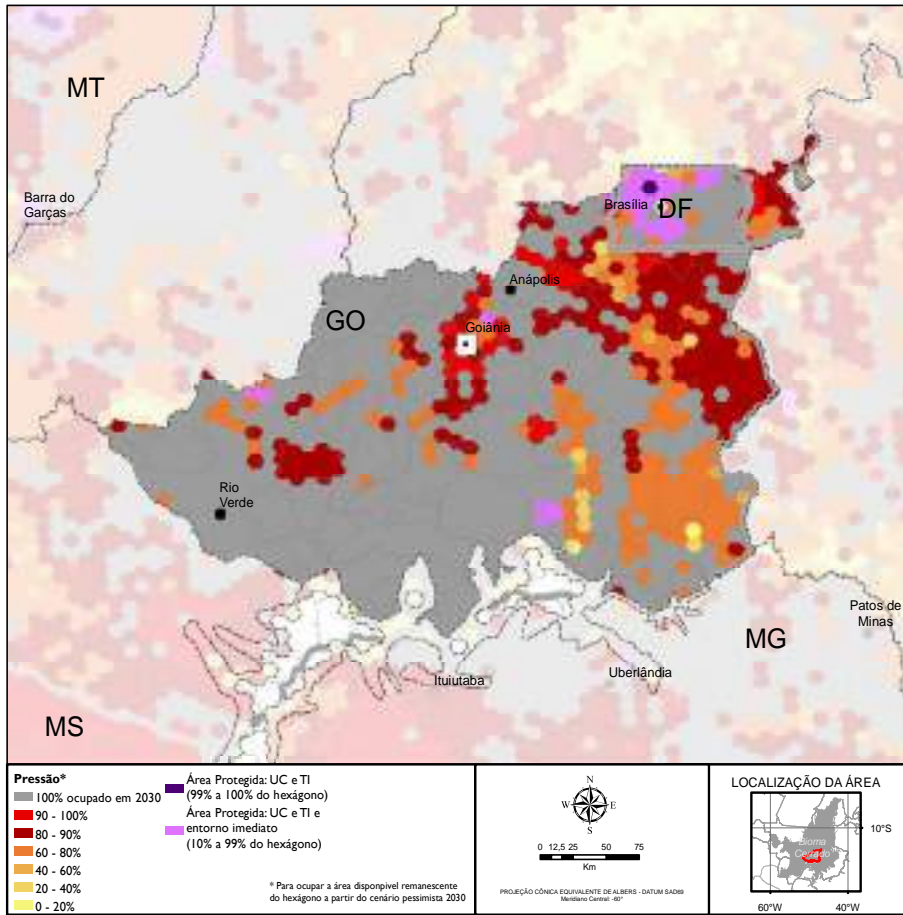 MT
Barra do
Garças
Brasília
DF
Anápolis
GO
Goiânia
Rio
Verde
Patos de
Minas
MG
Uberlândia
Ituiutaba
MS
Pressão*
100% ocupado em 2030
90 - 100%
80 - 90%
60 - 80%
40 - 60%
20 - 40%
0 - 20%
Área Protegida: UC e TI
(99% a 100% do hexágono)
Área Protegida: UC e TI e
entorno imediato
(10% a 99% do hexágono)
* Para ocupar a área disponpivel remanescente
do hexágono a partir do cenário pessimista 2030
N
W E
S
0 12,5 25 50 75
Km
PROJEÇÃO CÔNICA EQUIVALENTE DE ALBERS - DATUM SAD69
Meridiano Central: -60°
LOCALIZAÇÃO DA ÁREA
10°S
Bioma
Cerrado
60°W 40°W